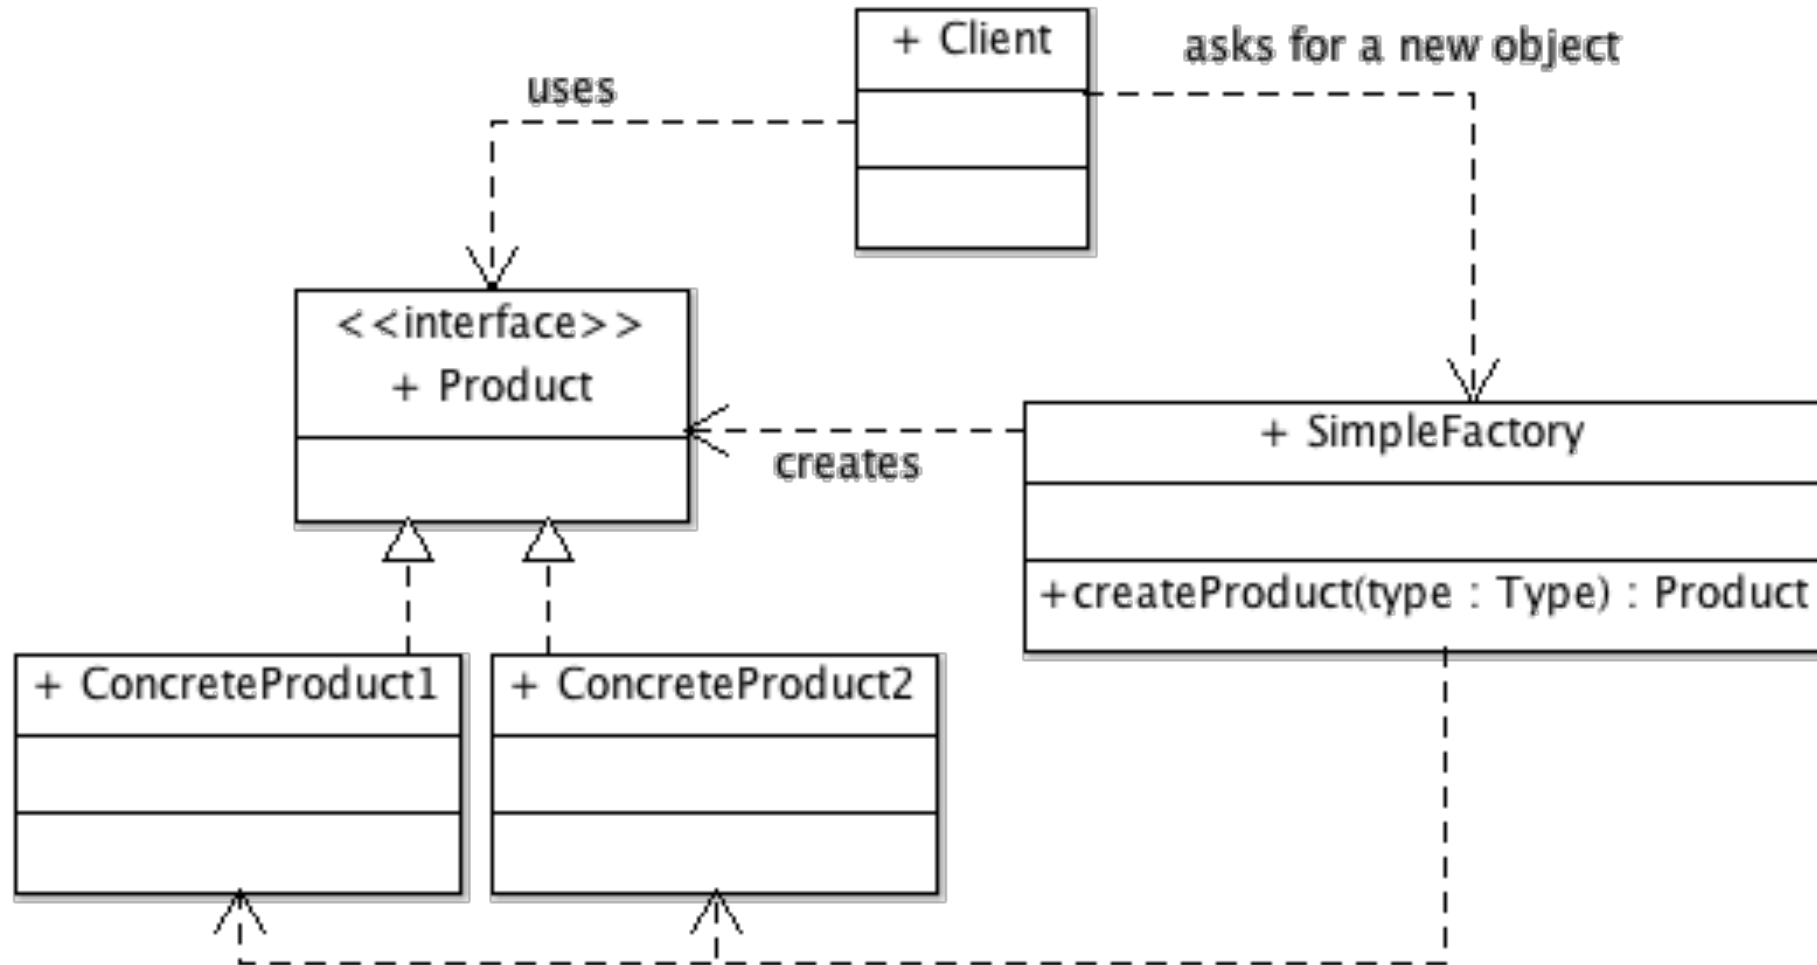 + Client
asks for a new object
uses
<<interface>>
+ Product
creates
+ SimpleFactory
+createProduct(type : Type) : Product
+ ConcreteProduct1
+ ConcreteProduct2